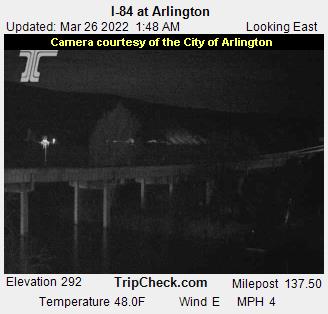 I-84 at Arlington
Updated: Mar 26 2022 1:48 AM Looking East
Camera courtesy of the City of Arlington
Elevation 292 TripCheck.com Milepost 137.50
Temperature 48.0F Wind E MPH 4